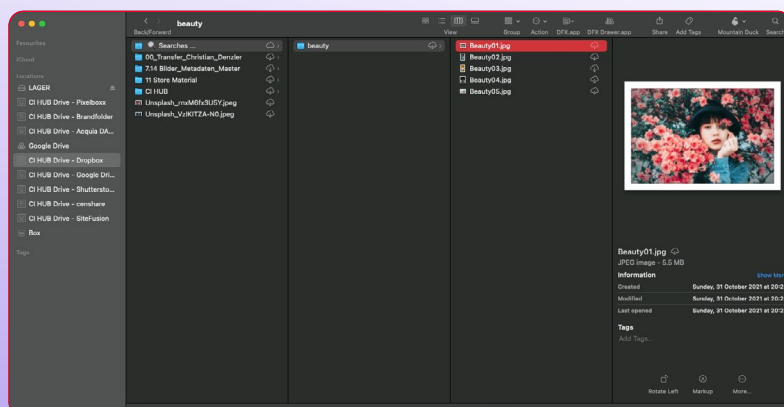 beauty
Back/Forward
View
Group
Action
DFX.app
DFX Drawer.app
Share
Add Tags
Mountain Duck
Search
Favourites
iCloud
Locations
LAGER
CI HUB Drive - Pixelboxx
CI HUB Drive - Brandfolder
CI HUB Drive - Acquia DA...
Google Drive
CI HUB Drive - Dropbox
CI HUB Drive - Google Dri...
CI HUB Drive - Shuttersto...
CI HUB Drive - censhare
CI HUB Drive - SiteFusion
Box
Tags
Searches ...
00_Transfer_Christian_Denzler
7.14 Bilder_Metadaten_Master
11 Store Material
CI HUB
Unsplash_rnxM6fx3U5Y.jpeg
Unsplash_VzIKITZA-N0.jpeg
beauty
Beauty01.jpg
Beauty02.jpg
Beauty03.jpg
Beauty04.jpg
Beauty05.jpg
Beauty01.jpg
JPEG image - 5.5 MB
Information
Show Mor
Created
Sunday, 31 October 2021 at 20:2
Modified
Sunday, 31 October 2021 at 20:2
Last opened
Sunday, 31 October 2021 at 20:2
Tags
Add Tags...
Rotate Left
Markup
More...